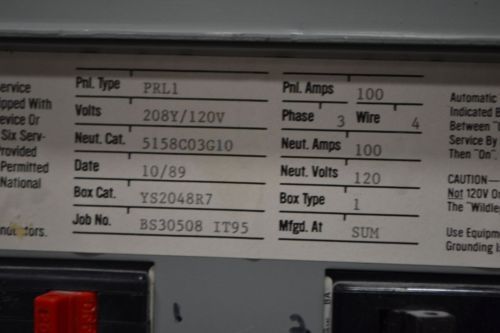 Pnl. Type PRL1 Pnl. Amps 100
Volts 208Y/120V Phase 3 Wire 4
Neut. Cat. 5158C03G10 Neut. Amps 100
Date 10/89 Neut. Volts 120
Box Cat. YS2048R7 Box Type 1
Job No. BS30508 IT95 Mfgd. At SUM
ervice
ipped With
evice Or
Six Serv-
rovided
Permitted
National
Automatic
Indicated B
Between "
Service By
Then "On".
CAUTION—
Not 120V O
The "Wildle
Use Equipm
Grounding I
BA
1